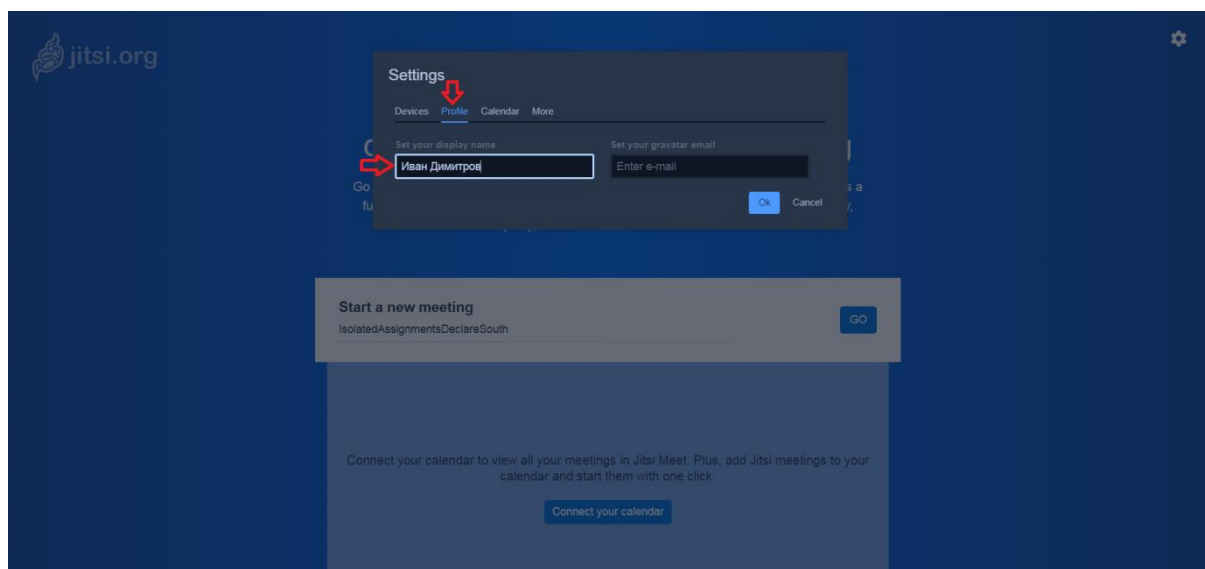 jitsi.org
Settings
Devices Profile Calendar More
Set your display name Set your gravatar email
Иван Димитров Enter e-mail
Go s a
fu y,
Ok Cancel
Start a new meeting
IsolatedAssignmentsDeclareSouth
GO
Connect your calendar to view all your meetings in Jitsi Meet. Plus, add Jitsi meetings to your
calendar and start them with one click.
Connect your calendar